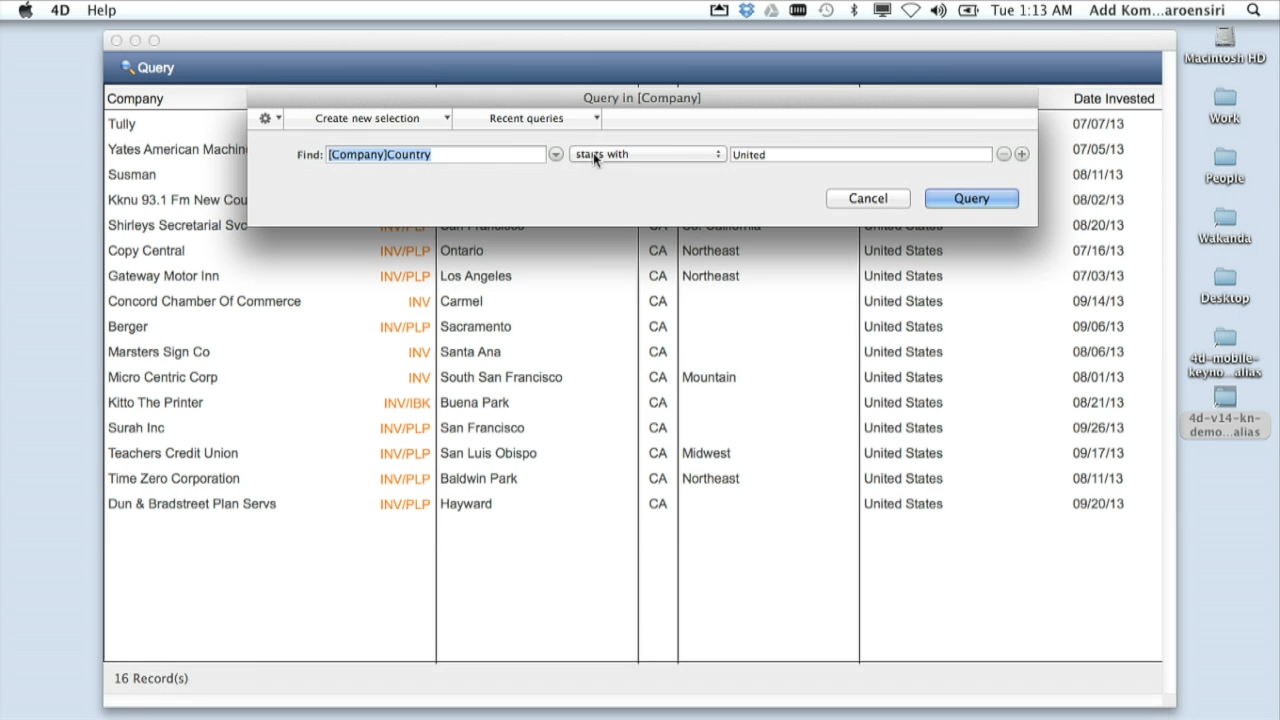 4D Help Tue 1:13 AM Add Kom...aroensiri
Query
Company Date Invested
Query in [Company]
Create new selection Recent queries
Find: [Company]Country starts with United
Cancel Query
Tully 07/07/13
Yates American Machin 07/05/13
Susman 08/11/13
Kknu 93.1 Fm New Cou 08/02/13
Shirleys Secretarial Svc INV/PLP San Francisco CA So. California United States 08/20/13
Copy Central INV/PLP Ontario CA Northeast United States 07/16/13
Gateway Motor Inn INV/PLP Los Angeles CA Northeast United States 07/03/13
Concord Chamber Of Commerce INV Carmel CA United States 09/14/13
Berger INV/PLP Sacramento CA United States 09/06/13
Marsters Sign Co INV Santa Ana CA United States 08/06/13
Micro Centric Corp INV South San Francisco CA Mountain United States 08/01/13
Kitto The Printer INV/IBK Buena Park CA United States 08/21/13
Surah Inc INV/PLP San Francisco CA United States 09/26/13
Teachers Credit Union INV/PLP San Luis Obispo CA Midwest United States 09/17/13
Time Zero Corporation INV/PLP Baldwin Park CA Northeast United States 08/11/13
Dun & Bradstreet Plan Servs INV/PLP Hayward CA United States 09/20/13
16 Record(s)
Macintosh HD
Work
People
Wakanda
Desktop
4d-mobile-
keyno...alias
4d-v14-kn-
demo...alias